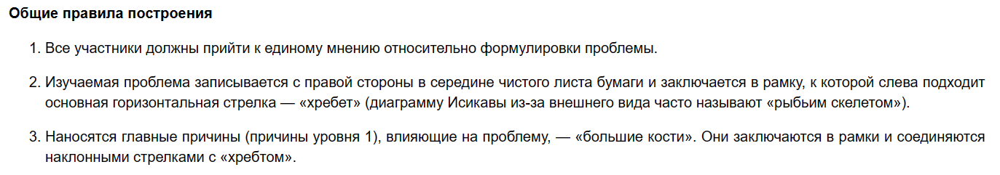 Общие правила построения
1. Все участники должны прийти к единому мнению относительно формулировки проблемы.
2. Изучаемая проблема записывается с правой стороны в середине чистого листа бумаги и заключается в рамку, к которой слева подходит
основная горизонтальная стрелка — «хребет» (диаграмму Исикавы из-за внешнего вида часто называют «рыбьим скелетом»).
3. Наносятся главные причины (причины уровня 1), влияющие на проблему, — «большие кости». Они заключаются в рамки и соединяются
наклонными стрелками с «хребтом».